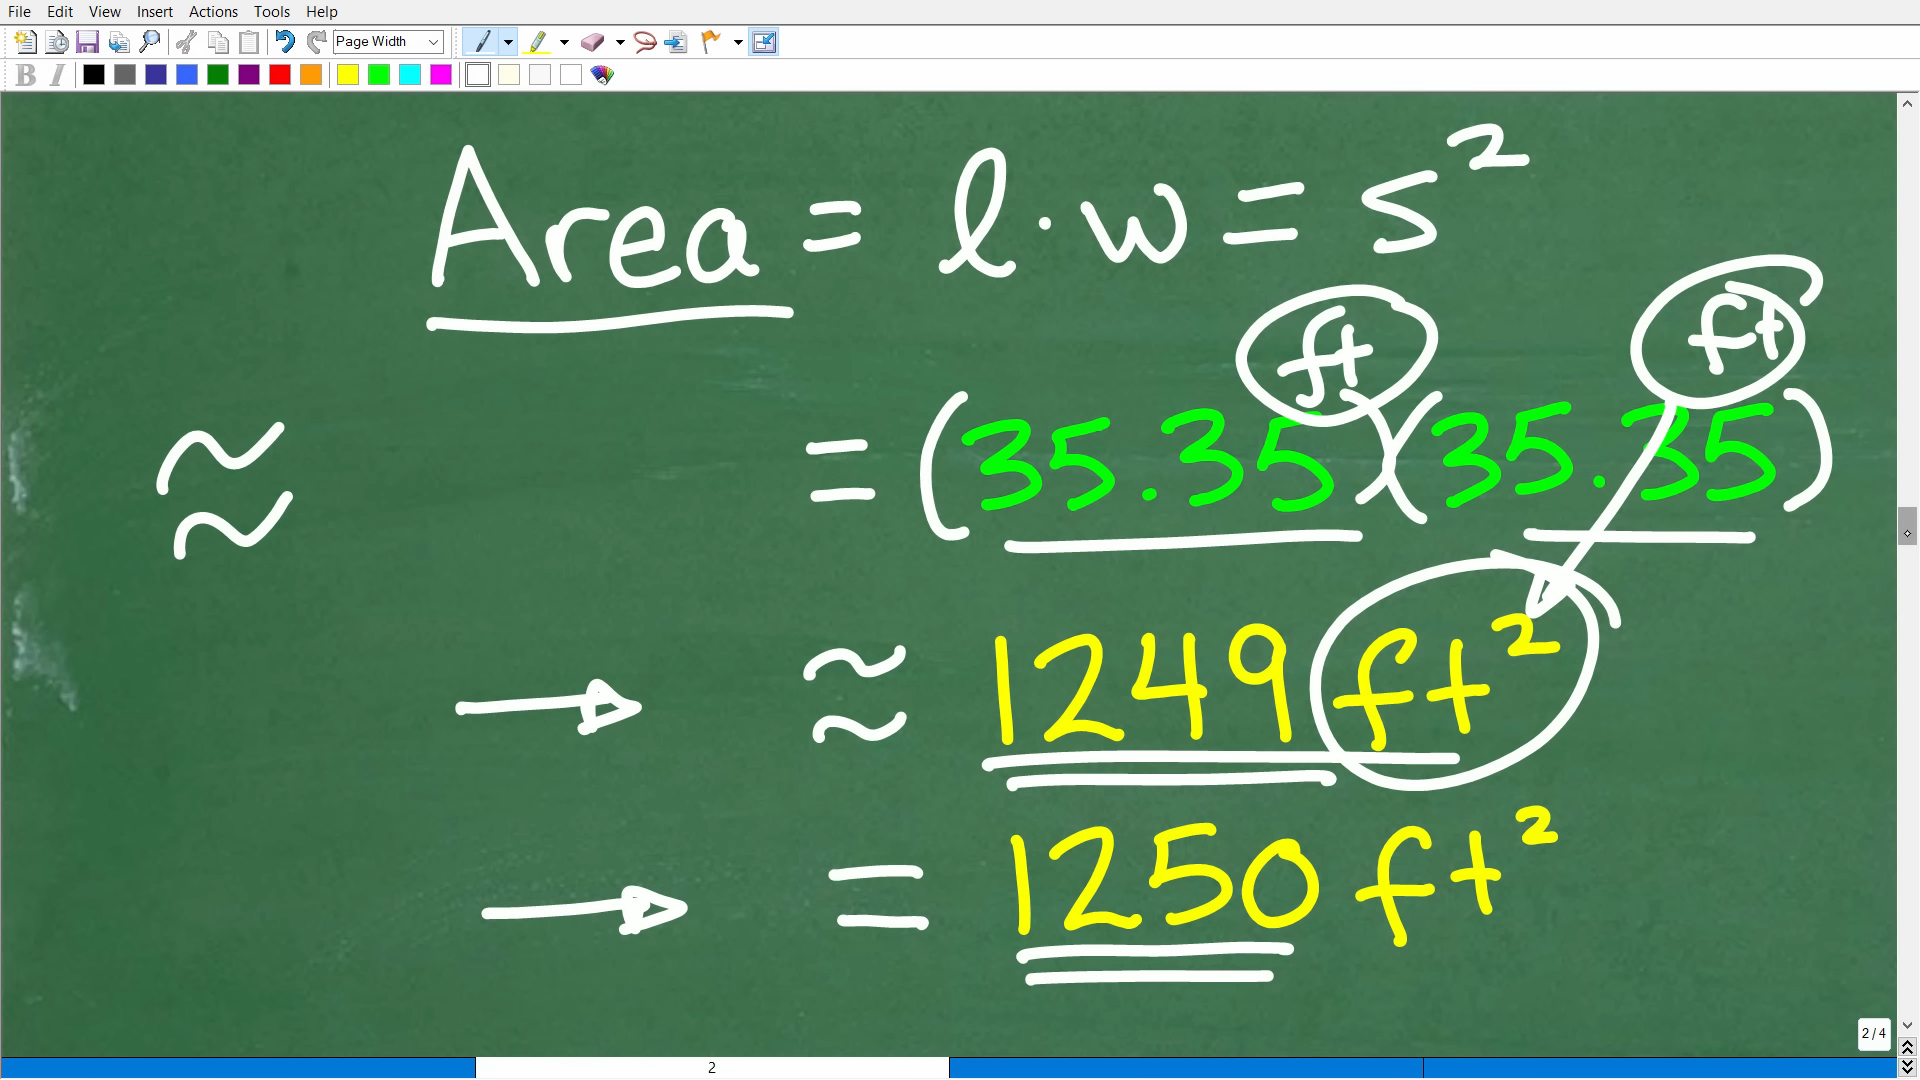 File Edit View Insert Actions Tools Help
Page Width
B I
Area = l · w = s²
ft ft
≈ = (35.35)(35.35)
→ ≈ 1249 ft²
→ = 1250 ft²
2 / 4
2